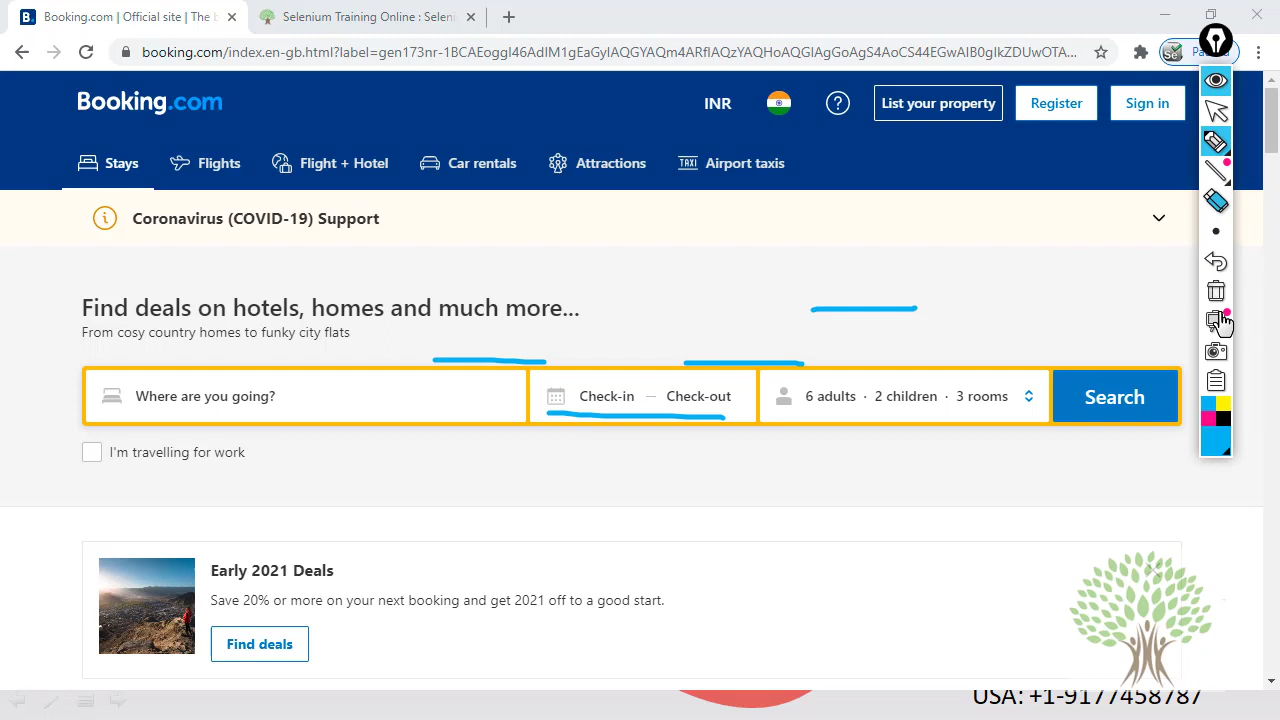 Booking.com | Official site | The b
Selenium Training Online : Seleni
booking.com/index.en-gb.html?label=gen173nr-1BCAEoggI46AdIM1gEaGyIAQGYAQm4ARfIAQzYAQHoAQGIAgGoAgS4AoCS44EGwAIB0gIkZDUwOTA...
Booking.com
INR
List your property
Register
Sign in
Stays
Flights
Flight + Hotel
Car rentals
Attractions
TAXI
Airport taxis
Coronavirus (COVID-19) Support
Find deals on hotels, homes and much more...
From cosy country homes to funky city flats
Where are you going?
Check-in — Check-out
6 adults · 2 children · 3 rooms
Search
I'm travelling for work
Early 2021 Deals
Save 20% or more on your next booking and get 2021 off to a good start.
Find deals
USA: +1-9177458787